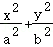 x²/a² + y²/b²